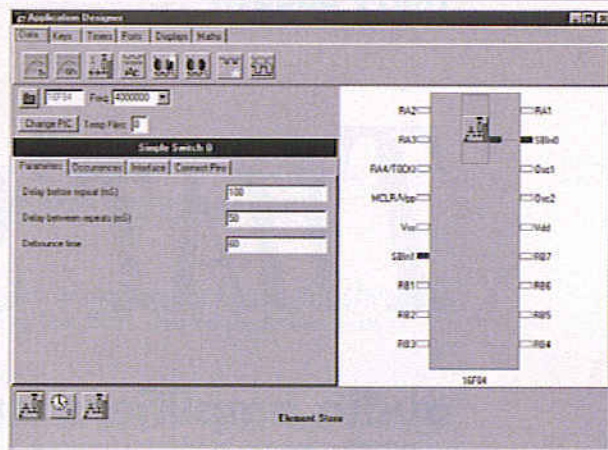 Application Designer
Data Keys Timers Ports Displays Maths
16F84 Freq 4000000
Change PIC Temp Files 0
Simple Switch 0
Parameters Occurrences Interface Connect Pins
Delay before repeat (mS) 100
Delay between repeats (mS) 50
Debounce time 60
RA2 RA1
RA3 SBIn0
RA4/T0CKI Osc1
MCLR/Vpp Osc2
Vss Vdd
SBIn1 RB7
RB1 RB6
RB2 RB5
RB3 RB4
16F84
Element Store